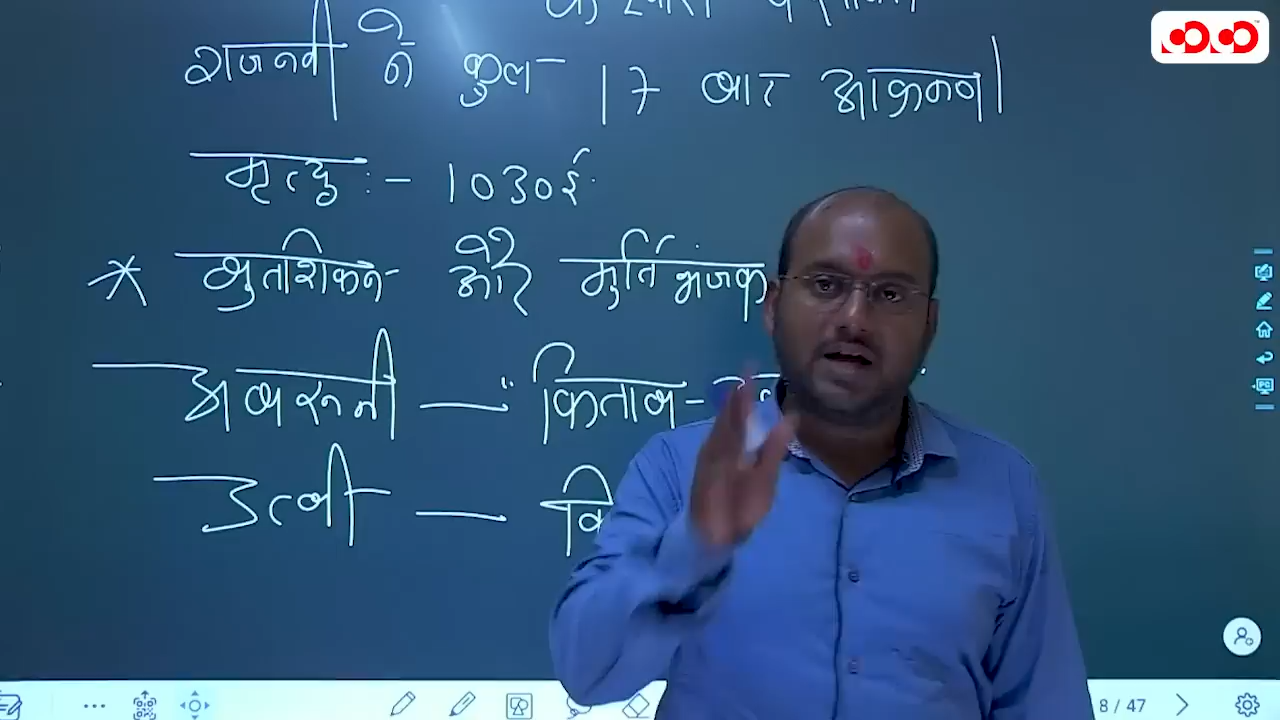 गजनवी ने कुल 17 बार आक्रमण।
मृत्यु :- 1030ई.
* बुतशिकन और मुर्ति भंजक
अलबरूनी — किताब -
उत्बी — कि
8 / 47